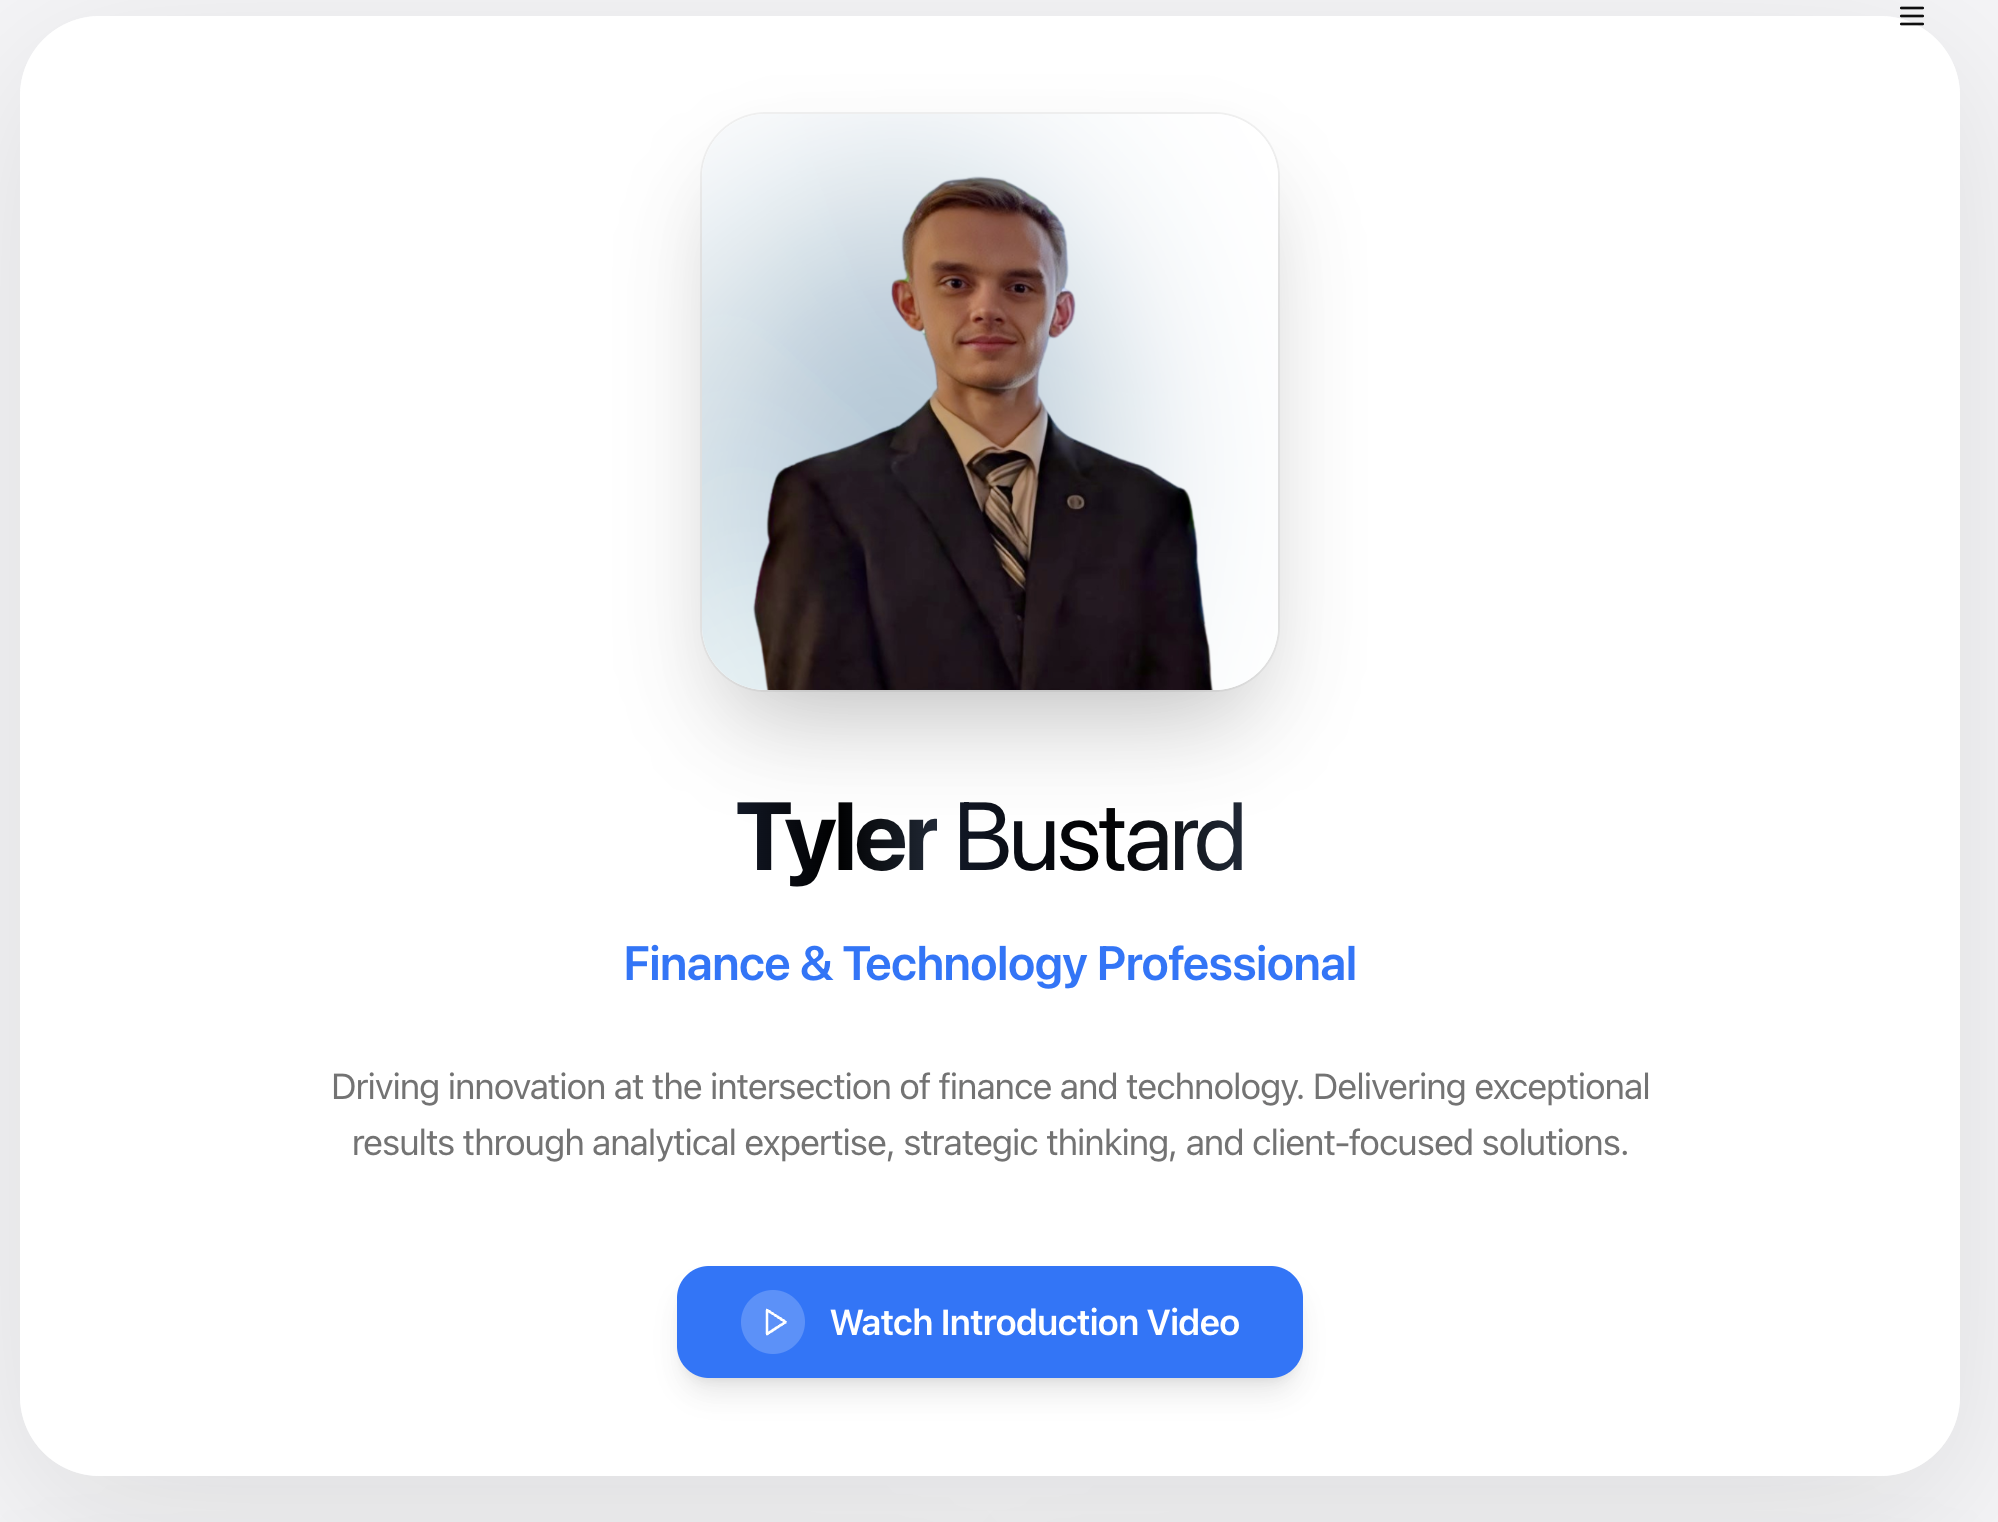 Tyler Bustard
Finance & Technology Professional
Driving innovation at the intersection of finance and technology. Delivering exceptional
results through analytical expertise, strategic thinking, and client-focused solutions.
Watch Introduction Video